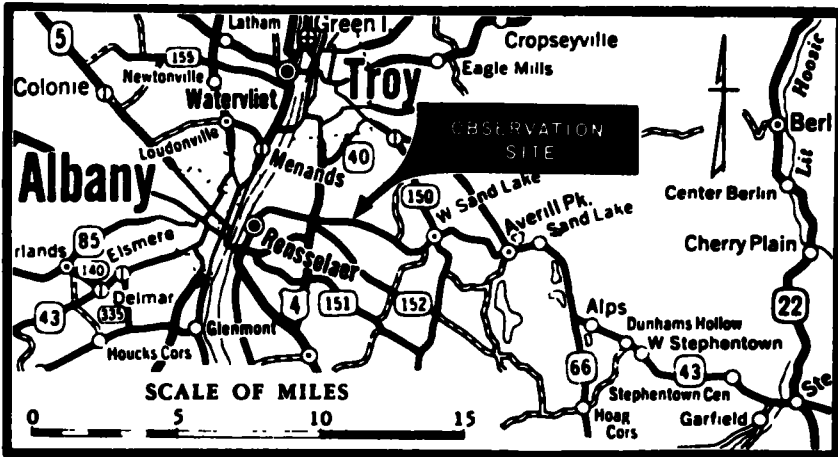 5
155
Latham
Green I.
Cropseyville
Eagle Mills
Newtonville
Colonie
Watervliet
Troy
Hoosic
Lit
OBSERVATION
SITE
Berl
Loudonville
Menands
40
Albany
150
W Sand Lake
Averill Pk.
Sand Lake
Center Berlin
Cherry Plain
85
Elsmere
rlands
140
Delmar
43
335
Rensselaer
4
151
152
22
Glenmont
Houcks Cors
Alps
Dunhams Hollow
W Stephentown
66
43
Stephentown Cen
Ste
Hoag
Cors
Garfield
SCALE OF MILES
0 5 10 15